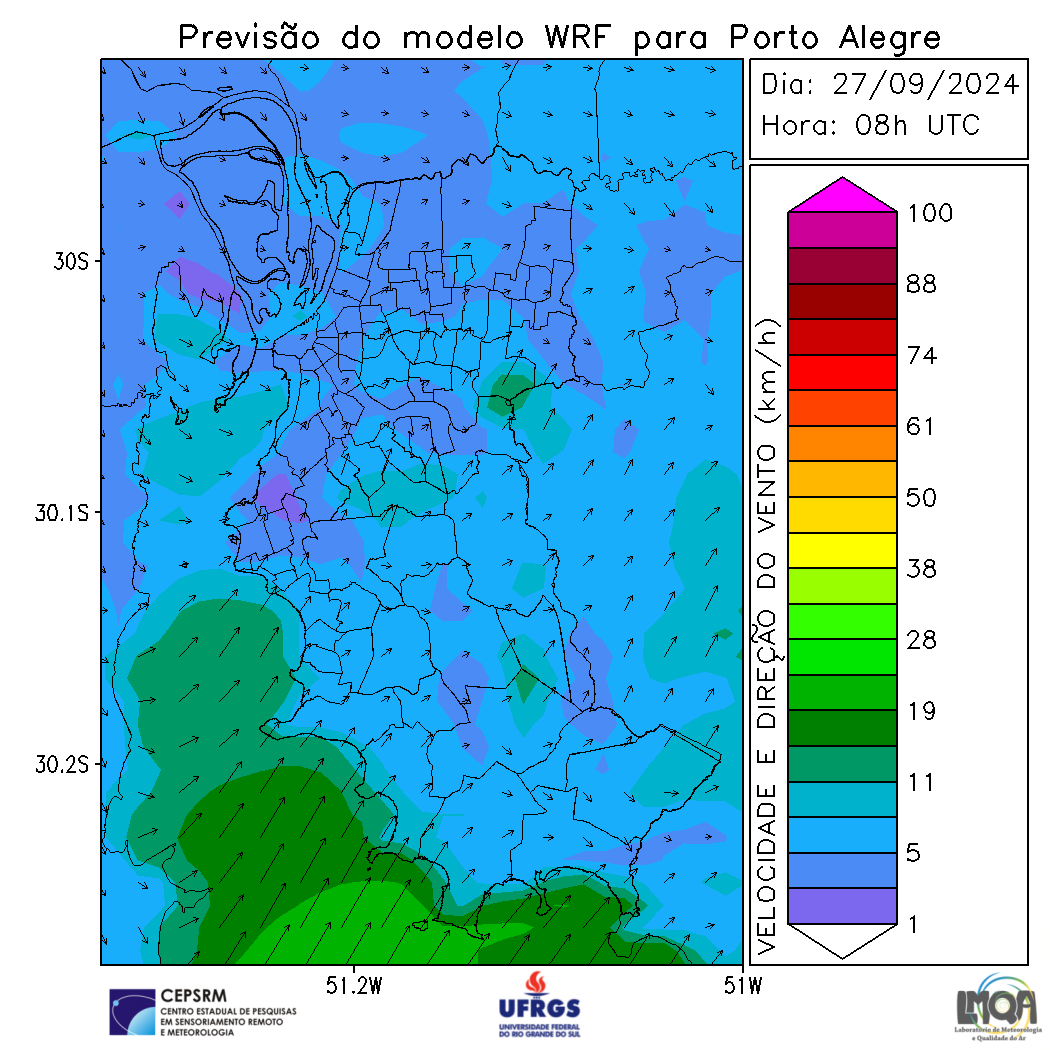 Previsão do modelo WRF para Porto Alegre
Dia: 27/09/2024
Hora: 08h UTC
30S
30.1S
30.2S
51.2W
51W
VELOCIDADE E DIREÇÃO DO VENTO (km/h)
100
88
74
61
50
38
28
19
11
5
1
CEPSRM
CENTRO ESTADUAL DE PESQUISAS
EM SENSORIAMENTO REMOTO
E METEOROLOGIA
UFRGS
UNIVERSIDADE FEDERAL
DO RIO GRANDE DO SUL
LMQA
Laboratório de Meteorologia
e Qualidade do Ar